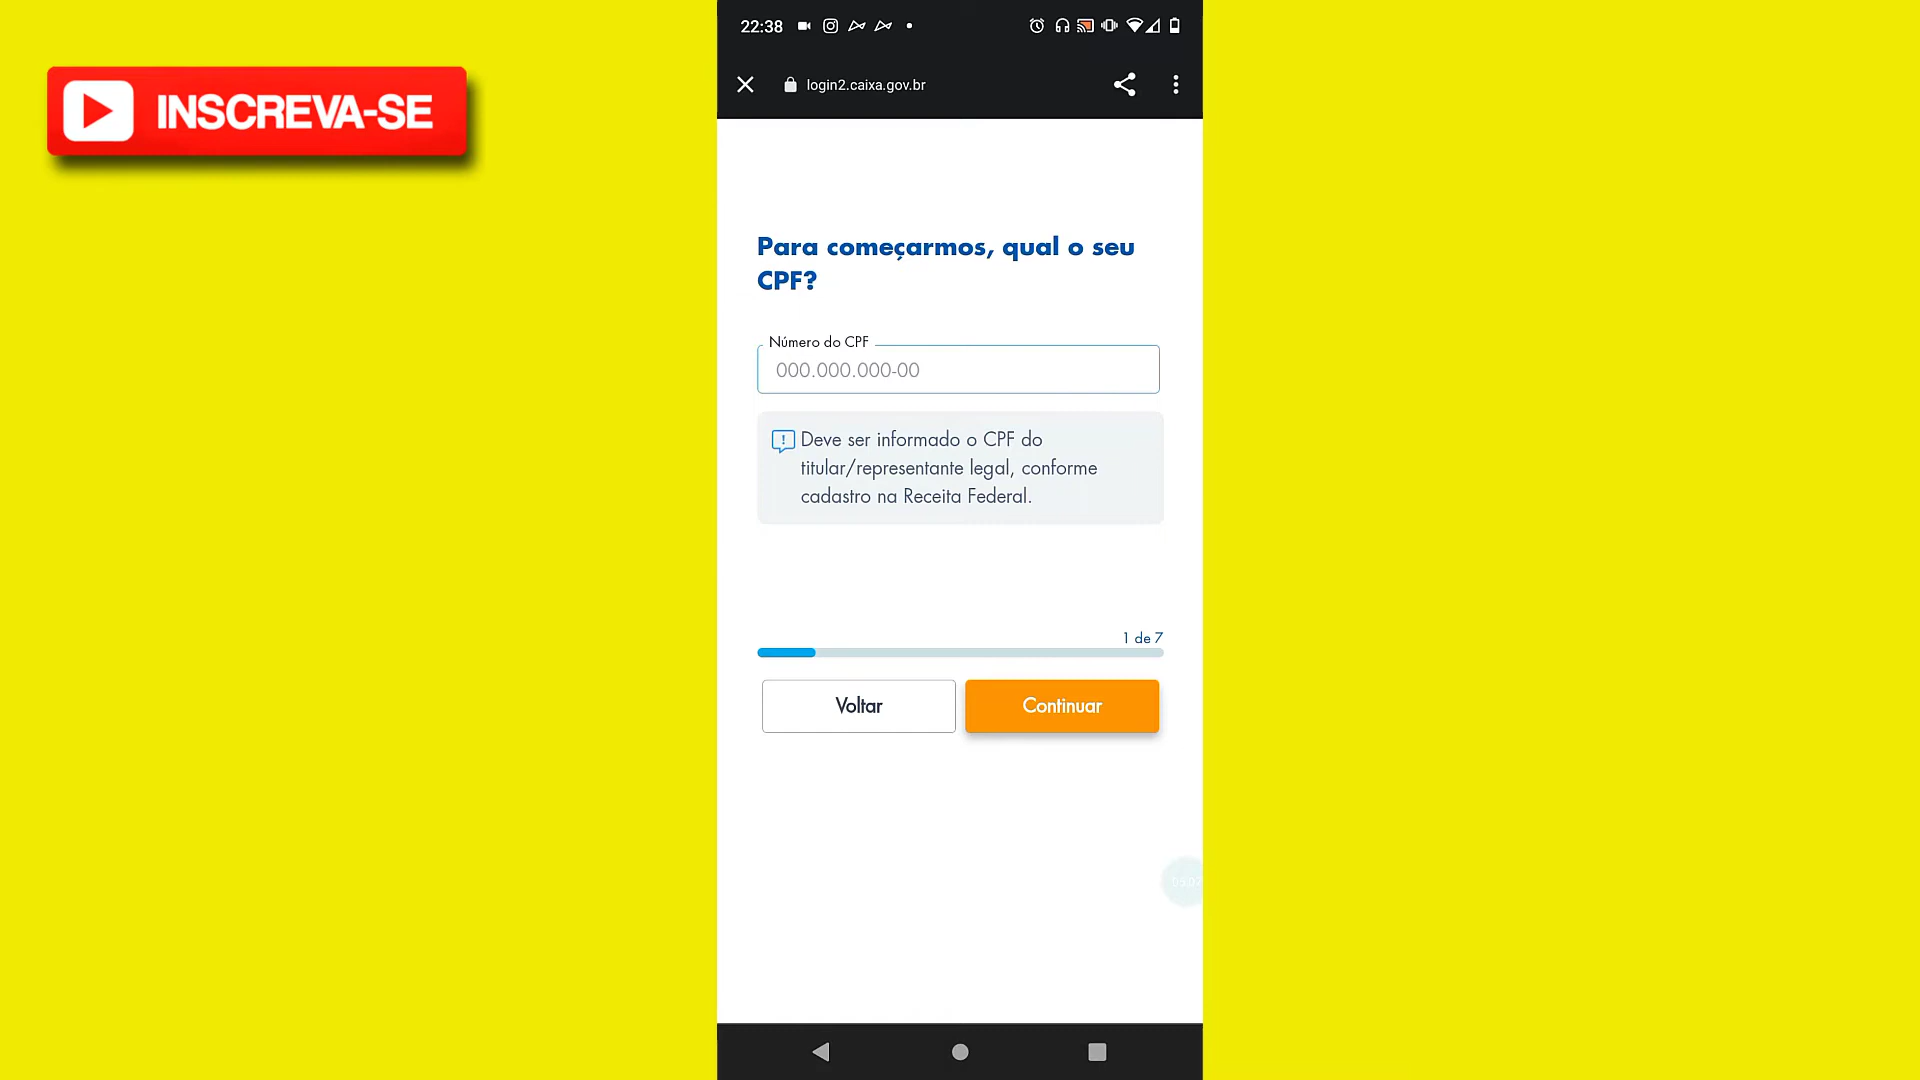 INSCREVA-SE
22:38
login2.caixa.gov.br
Para começarmos, qual o seu
CPF?
Número do CPF
000.000.000-00
Deve ser informado o CPF do
titular/representante legal, conforme
cadastro na Receita Federal.
1 de 7
Voltar
Continuar